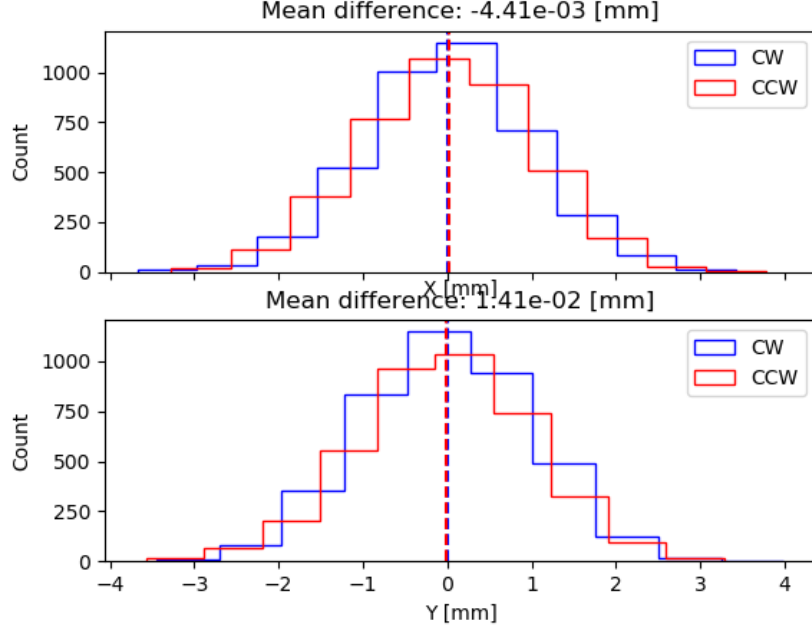 Mean difference: -4.41e-03 [mm]
1000
750
500
250
0
Count
CW
CCW
X [mm]
Mean difference: 1.41e-02 [mm]
1000
750
500
250
0
Count
CW
CCW
−4 −3 −2 −1 0 1 2 3 4
Y [mm]